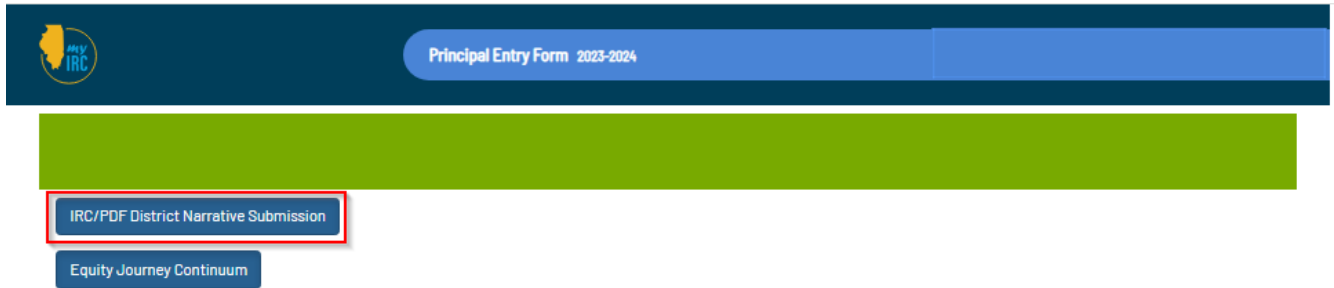 my
IRC
Principal Entry Form 2023-2024
IRC/PDF District Narrative Submission
Equity Journey Continuum